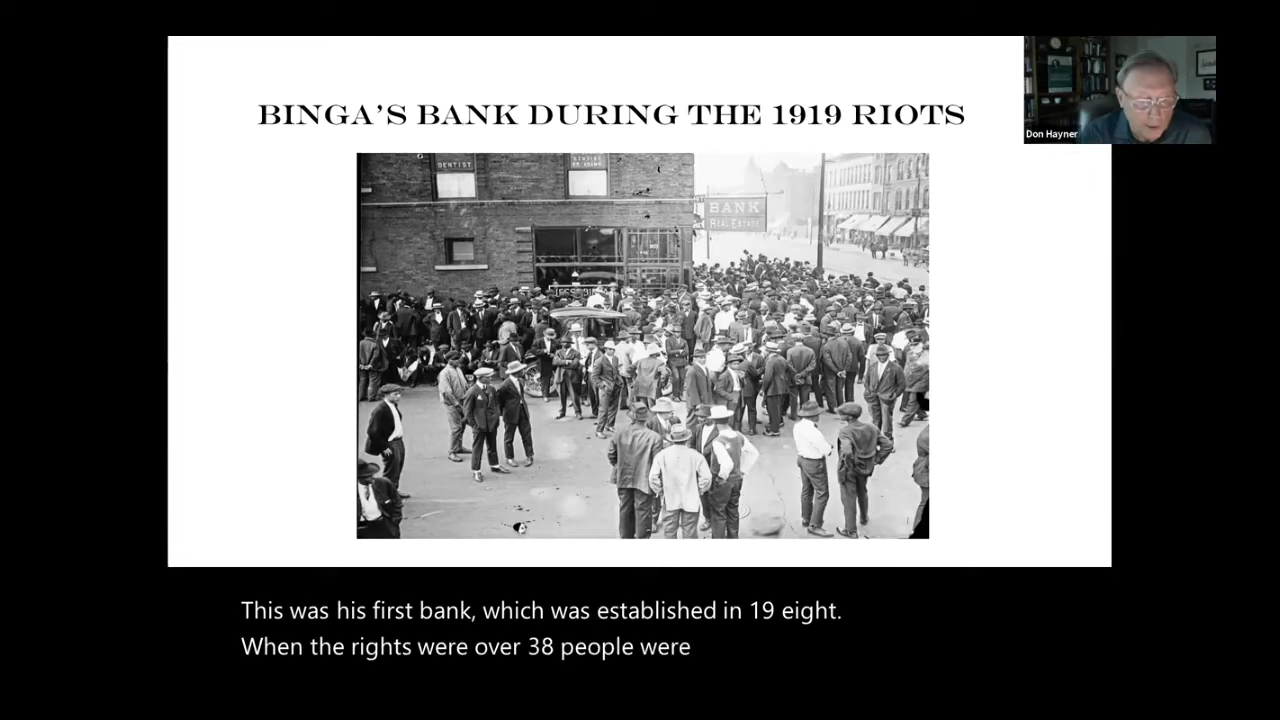 BINGA'S BANK DURING THE 1919 RIOTS
Don Hayner
DENTIST
BANK
REAL ESTATE
This was his first bank, which was established in 19 eight.
When the rights were over 38 people were